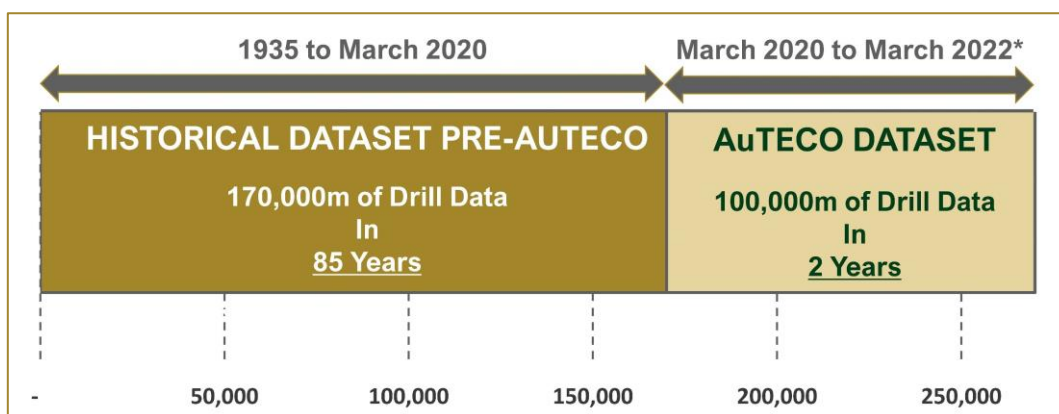 1935 to March 2020
March 2020 to March 2022*
HISTORICAL DATASET PRE-AUTECO
170,000m of Drill Data
In
85 Years
AuTECO DATASET
100,000m of Drill Data
In
2 Years
- 50,000 100,000 150,000 200,000 250,000